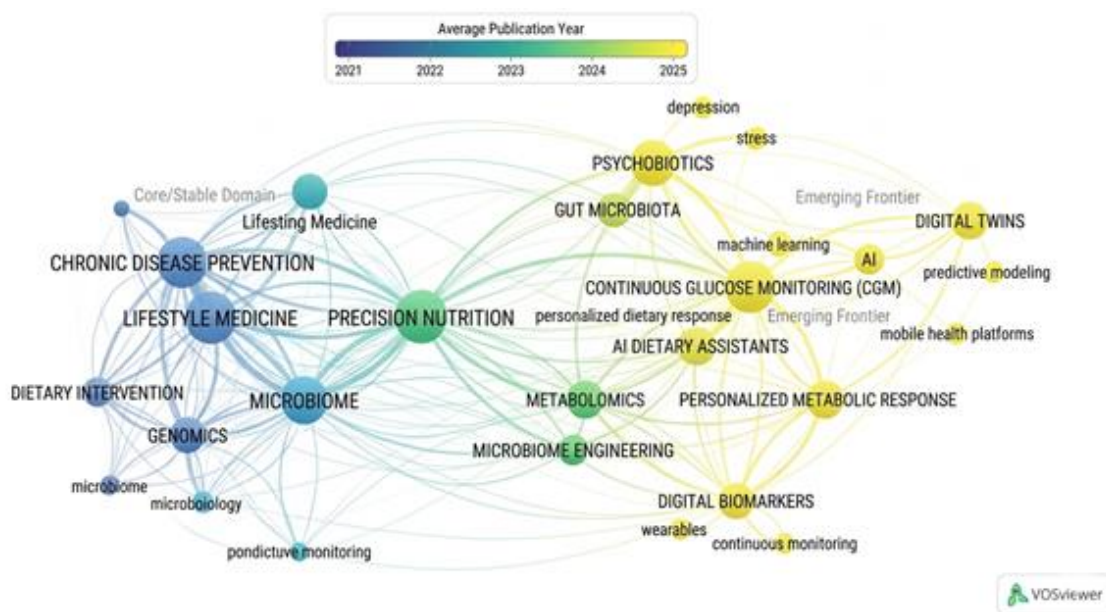 Average Publication Year
2021 2022 2023 2024 2025
depression
stress
PSYCHOBIOTICS
Core/Stable Domain
Emerging Frontier
Lifesting Medicine
GUT MICROBIOTA
DIGITAL TWINS
machine learning
CHRONIC DISEASE PREVENTION
AI
predictive modeling
CONTINUOUS GLUCOSE MONITORING (CGM)
LIFESTYLE MEDICINE
PRECISION NUTRITION
personalized dietary response
Emerging Frontier
mobile health platforms
AI DIETARY ASSISTANTS
DIETARY INTERVENTION
MICROBIOME
METABOLOMICS
PERSONALIZED METABOLIC RESPONSE
GENOMICS
MICROBIOME ENGINEERING
microbiome
microboiology
DIGITAL BIOMARKERS
wearables
continuous monitoring
pondictuve monitoring
VOSviewer